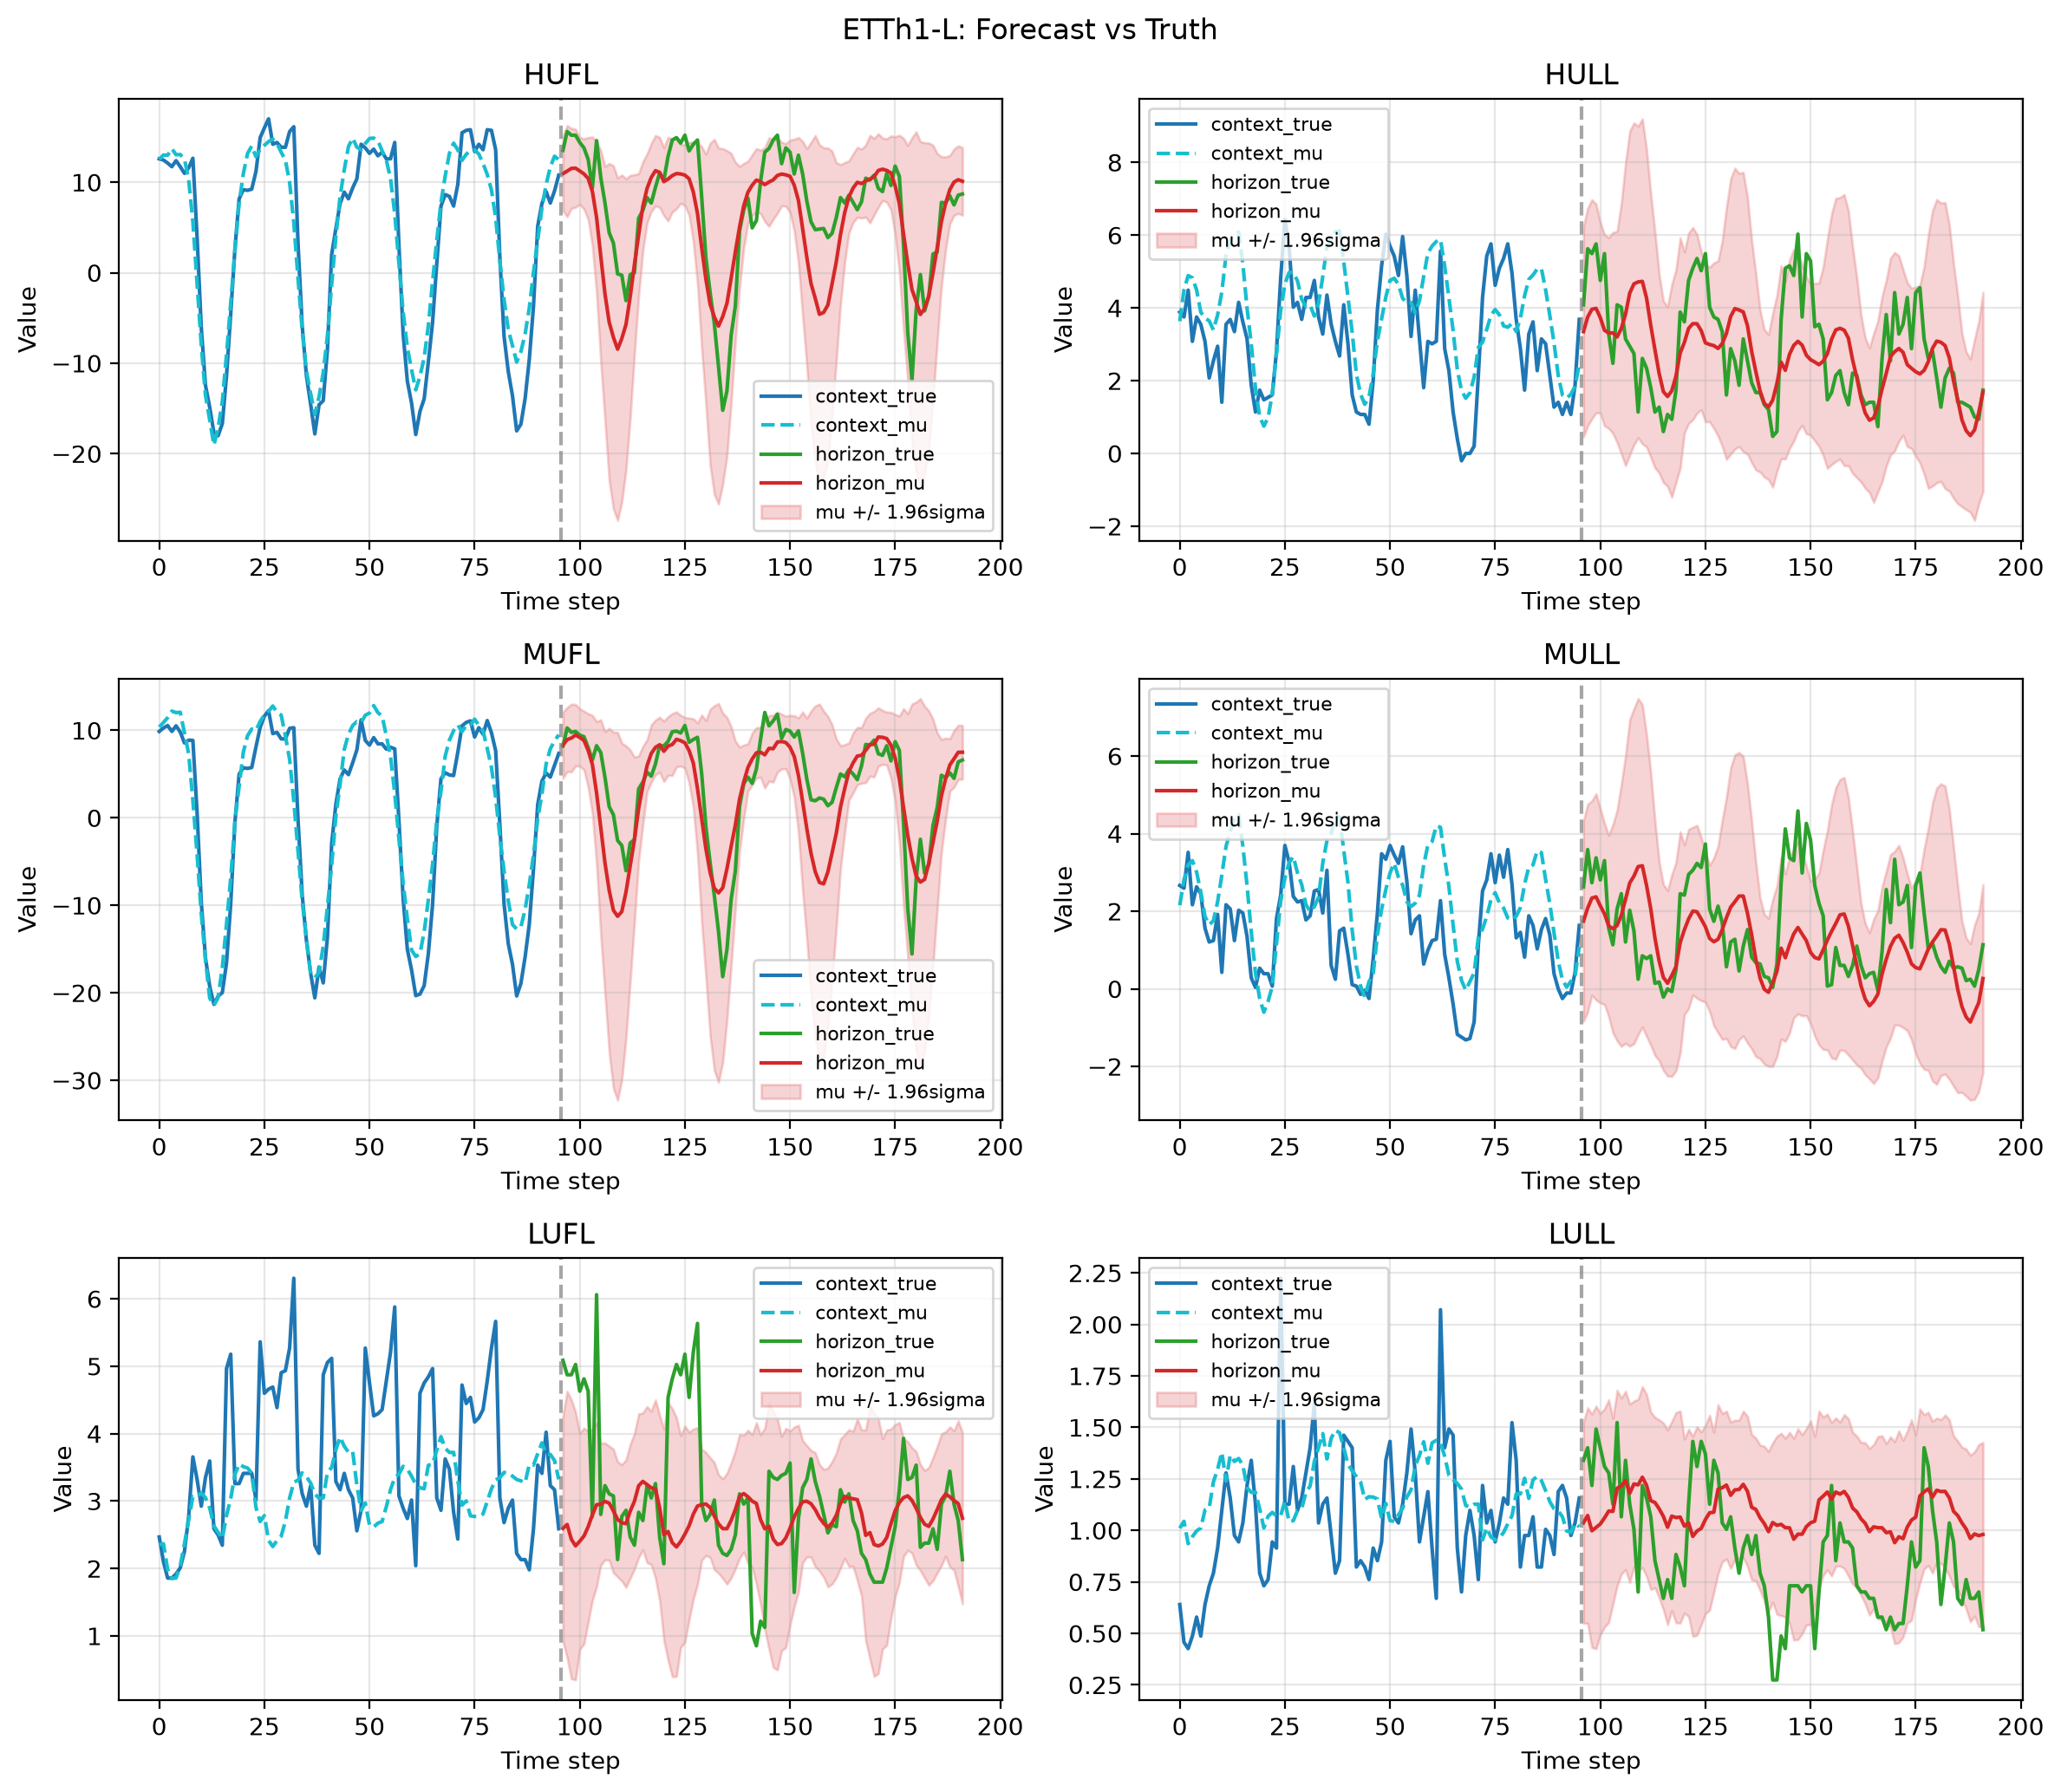 ETTh1-L: Forecast vs Truth
HUFL
Value
10
0
−10
−20
context_true
context_mu
horizon_true
horizon_mu
mu +/- 1.96sigma
0 25 50 75 100 125 150 175 200
Time step
HULL
Value
8
6
4
2
0
−2
context_true
context_mu
horizon_true
horizon_mu
mu +/- 1.96sigma
0 25 50 75 100 125 150 175 200
Time step
MUFL
Value
10
0
−10
−20
−30
context_true
context_mu
horizon_true
horizon_mu
mu +/- 1.96sigma
0 25 50 75 100 125 150 175 200
Time step
MULL
Value
6
4
2
0
−2
context_true
context_mu
horizon_true
horizon_mu
mu +/- 1.96sigma
0 25 50 75 100 125 150 175 200
Time step
LUFL
Value
6
5
4
3
2
1
context_true
context_mu
horizon_true
horizon_mu
mu +/- 1.96sigma
0 25 50 75 100 125 150 175 200
Time step
LULL
Value
2.25
2.00
1.75
1.50
1.25
1.00
0.75
0.50
0.25
context_true
context_mu
horizon_true
horizon_mu
mu +/- 1.96sigma
0 25 50 75 100 125 150 175 200
Time step